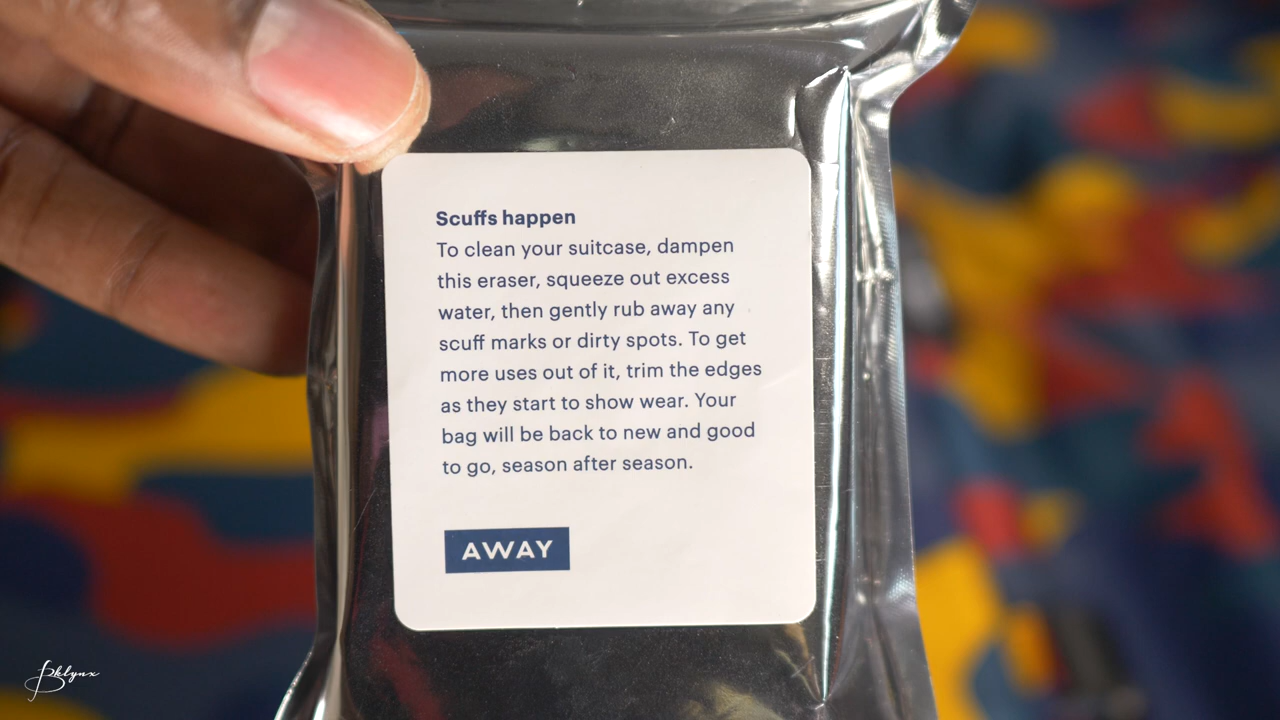 Scuffs happen
To clean your suitcase, dampen
this eraser, squeeze out excess
water, then gently rub away any
scuff marks or dirty spots. To get
more uses out of it, trim the edges
as they start to show wear. Your
bag will be back to new and good
to go, season after season.
AWAY
Bklynx